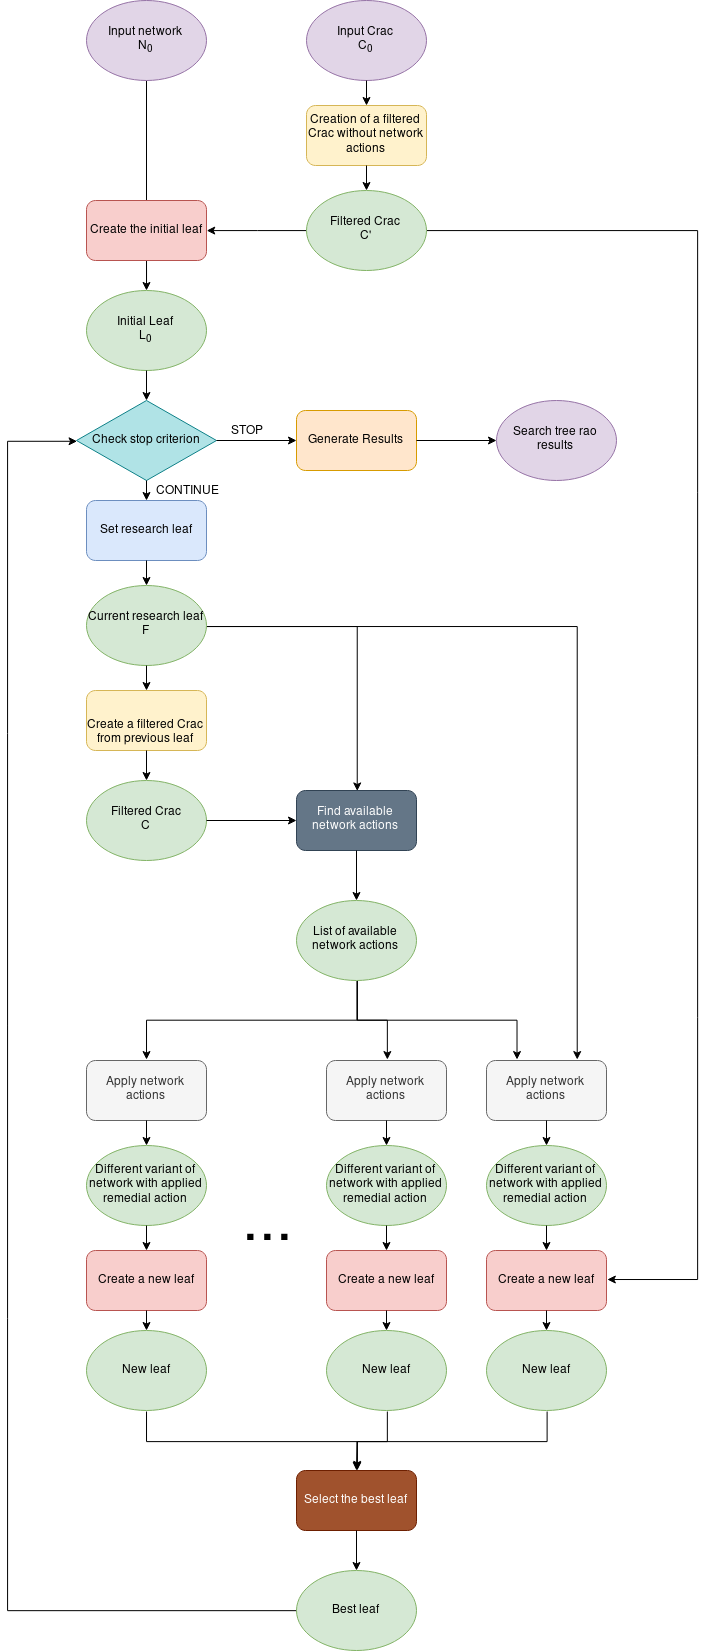 Input network
N0
Input Crac
C0
Creation of a filtered
Crac without network
actions
Create the initial leaf
Filtered Crac
C'
Initial Leaf
L0
Check stop criterion
STOP
Generate Results
Search tree rao
results
CONTINUE
Set research leaf
Current research leaf
F
Create a filtered Crac
from previous leaf
Filtered Crac
C
Find available
network actions
List of available
network actions
Apply network
actions
Apply network
actions
Apply network
actions
Different variant of
network with applied
remedial action
Different variant of
network with applied
remedial action
Different variant of
network with applied
remedial action
...
Create a new leaf
Create a new leaf
Create a new leaf
New leaf
New leaf
New leaf
Select the best leaf
Best leaf